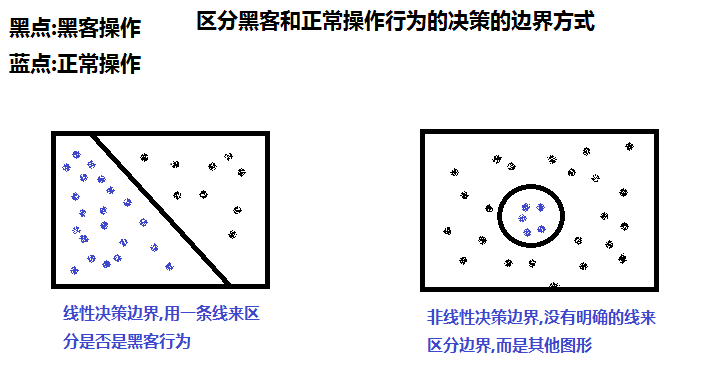 区分黑客和正常操作行为的决策的边界方式
黑点:黑客操作
蓝点:正常操作
线性决策边界,用一条线来区
分是否是黑客行为
非线性决策边界,没有明确的线来
区分边界,而是其他图形